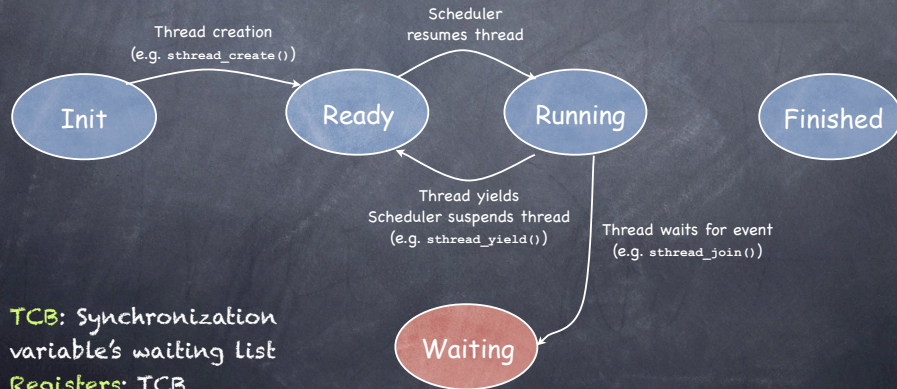 Scheduler
resumes thread
Thread creation
(e.g. sthread_create())
Init
Ready
Running
Finished
Thread yields
Scheduler suspends thread
(e.g. sthread_yield())
Thread waits for event
(e.g. sthread_join())
TCB: Synchronization
variable's waiting list
Registers: TCB
Waiting